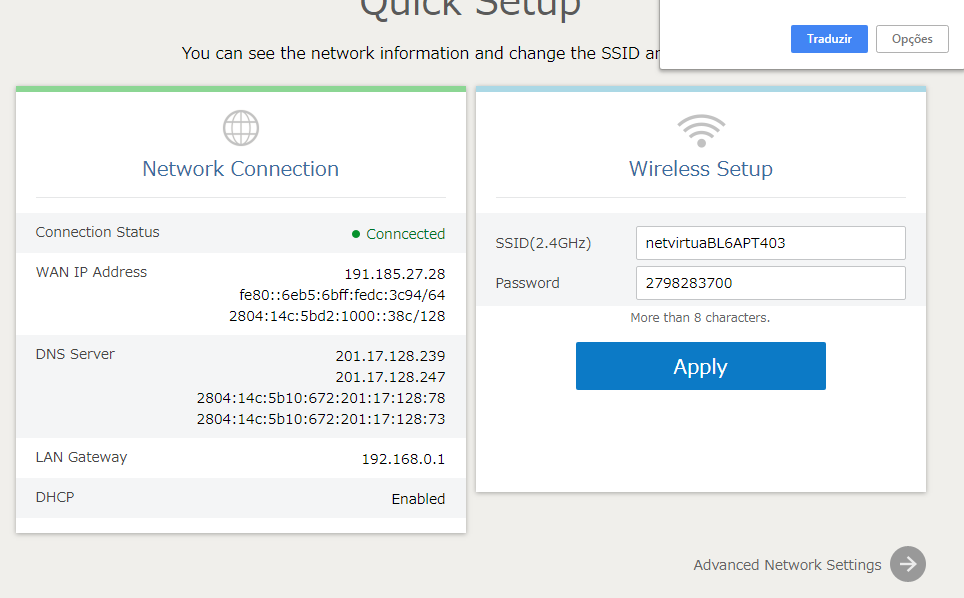 Quick Setup
Traduzir
Opções
You can see the network information and change the SSID
Network Connection
Connection Status
Conncected
WAN IP Address
191.185.27.28
fe80::6eb5:6bff:fedc:3c94/64
2804:14c:5bd2:1000::38c/128
DNS Server
201.17.128.239
201.17.128.247
2804:14c:5b10:672:201:17:128:78
2804:14c:5b10:672:201:17:128:73
LAN Gateway
192.168.0.1
DHCP
Enabled
Wireless Setup
SSID(2.4GHz)
netvirtuaBL6APT403
Password
2798283700
More than 8 characters.
Apply
Advanced Network Settings